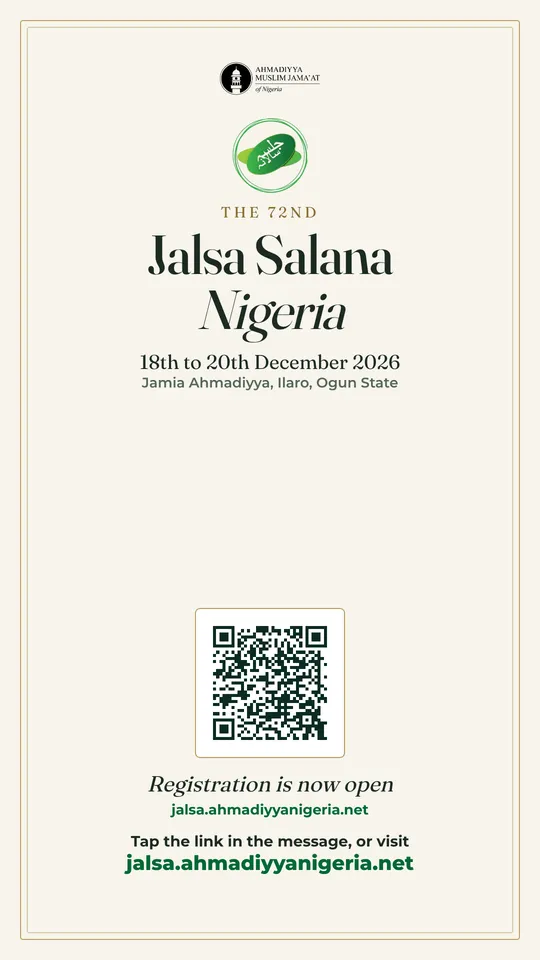 AHMADIYYA
MUSLIM JAMA'AT
of Nigeria
جلسہ
سالانہ
THE 72ND
Jalsa Salana
Nigeria
18th to 20th December 2026
Jamia Ahmadiyya, Ilaro, Ogun State
Registration is now open
jalsa.ahmadiyyanigeria.net
Tap the link in the message, or visit
jalsa.ahmadiyyanigeria.net